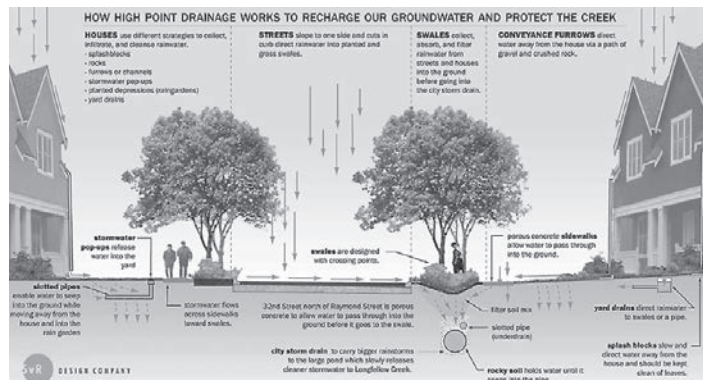 HOW HIGH POINT DRAINAGE WORKS TO RECHARGE OUR GROUNDWATER AND PROTECT THE CREEK
HOUSES use different strategies to collect,
infiltrate, and cleanse rainwater.
- splashblocks
- rocks
- furrows or channels
- stormwater pop-ups
- planted depressions (raingardens)
- yard drains
STREETS slope to one side and cuts in
curb direct rainwater into planted and
grass swales.
SWALES collect,
absorb, and filter
rainwater from
streets and houses
into the ground
before going into
the city storm drain.
CONVEYANCE FURROWS direct
water away from the house via a path of
gravel and crushed rock.
stormwater
pop-ups release
water into the
yard
swales are designed
with crossing points.
porous concrete sidewalks
allow water to pass through
into the ground.
slotted pipes
enable water to seep
into the ground while
moving away from the
house and into the
rain garden
stormwater flows
across sidewalks
toward swales.
32nd Street north of Raymond Street is porous
concrete to allow water to pass through into the
ground before it goes to the swale.
filter soil mix
slotted pipe
(underdrain)
yard drains direct rainwater
to swales or a pipe.
city storm drain to carry bigger rainstorms
to the large pond which slowly releases
cleaner stormwater to Longfellow Creek.
rocky soil holds water until it
splash blocks slow and
direct water away from the
house and should be kept
clean of leaves.
SvR DESIGN COMPANY